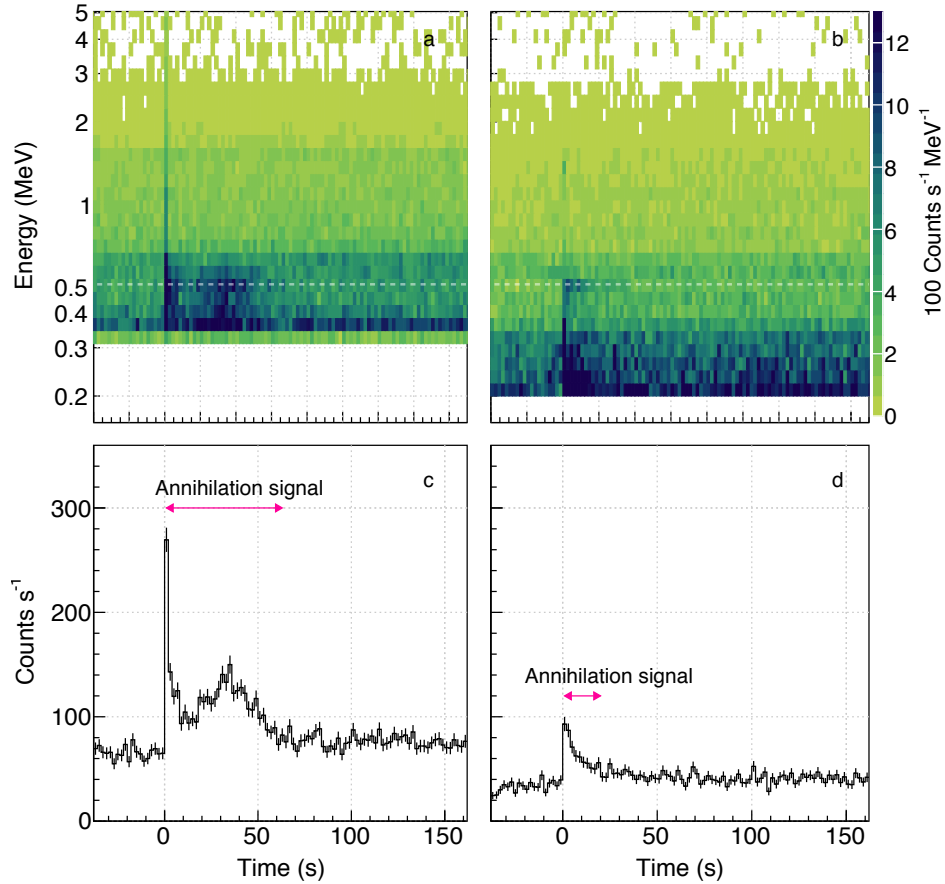 a
b
5
4
3
2
1
0.5
0.4
0.3
0.2
Energy (MeV)
12
10
8
6
4
2
0
100 Counts s⁻¹ MeV⁻¹
c
d
Annihilation signal
Annihilation signal
300
200
100
0
Counts s⁻¹
0 50 100 150
0 50 100 150
Time (s)
Time (s)